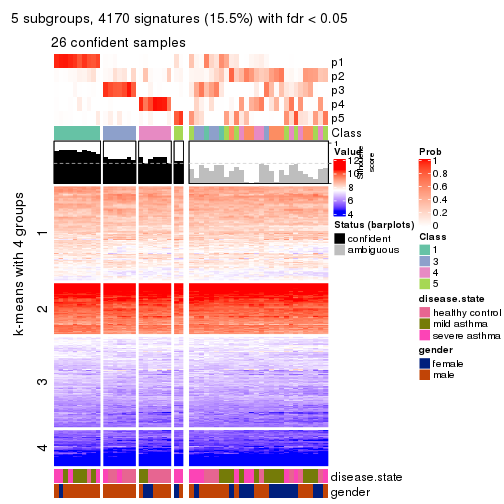 5 subgroups, 4170 signatures (15.5%) with fdr < 0.05
26 confident samples
p1
p2
p3
p4
p5
Class
1
k-means with 4 groups
1
2
3
4
disease.state
gender
Value
12
10
8
6
4
score
Status (barplots)
confident
ambiguous
Prob
1
0.8
0.6
0.4
0.2
0
Class
1
3
4
5
disease.state
healthy control
mild asthma
severe asthma
gender
female
male